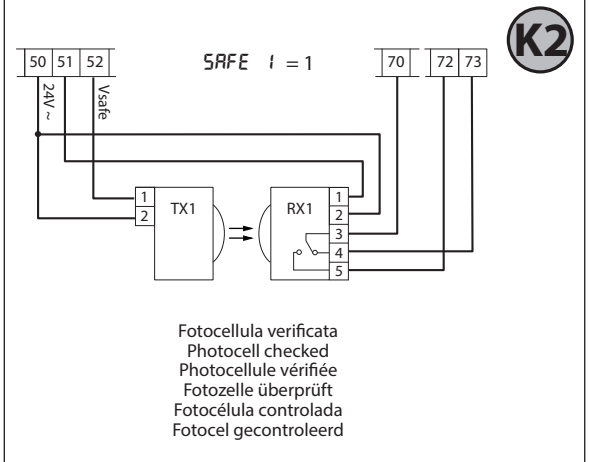 K2
50 51 52 SAFE 1 = 1 70 72 73
24V ~
Vsafe
1
2
TX1
RX1
1
2
3
4
5
Fotocellula verificata
Photocell checked
Photocellule vérifiée
Fotozelle überprüft
Fotocélula controlada
Fotocel gecontroleerd